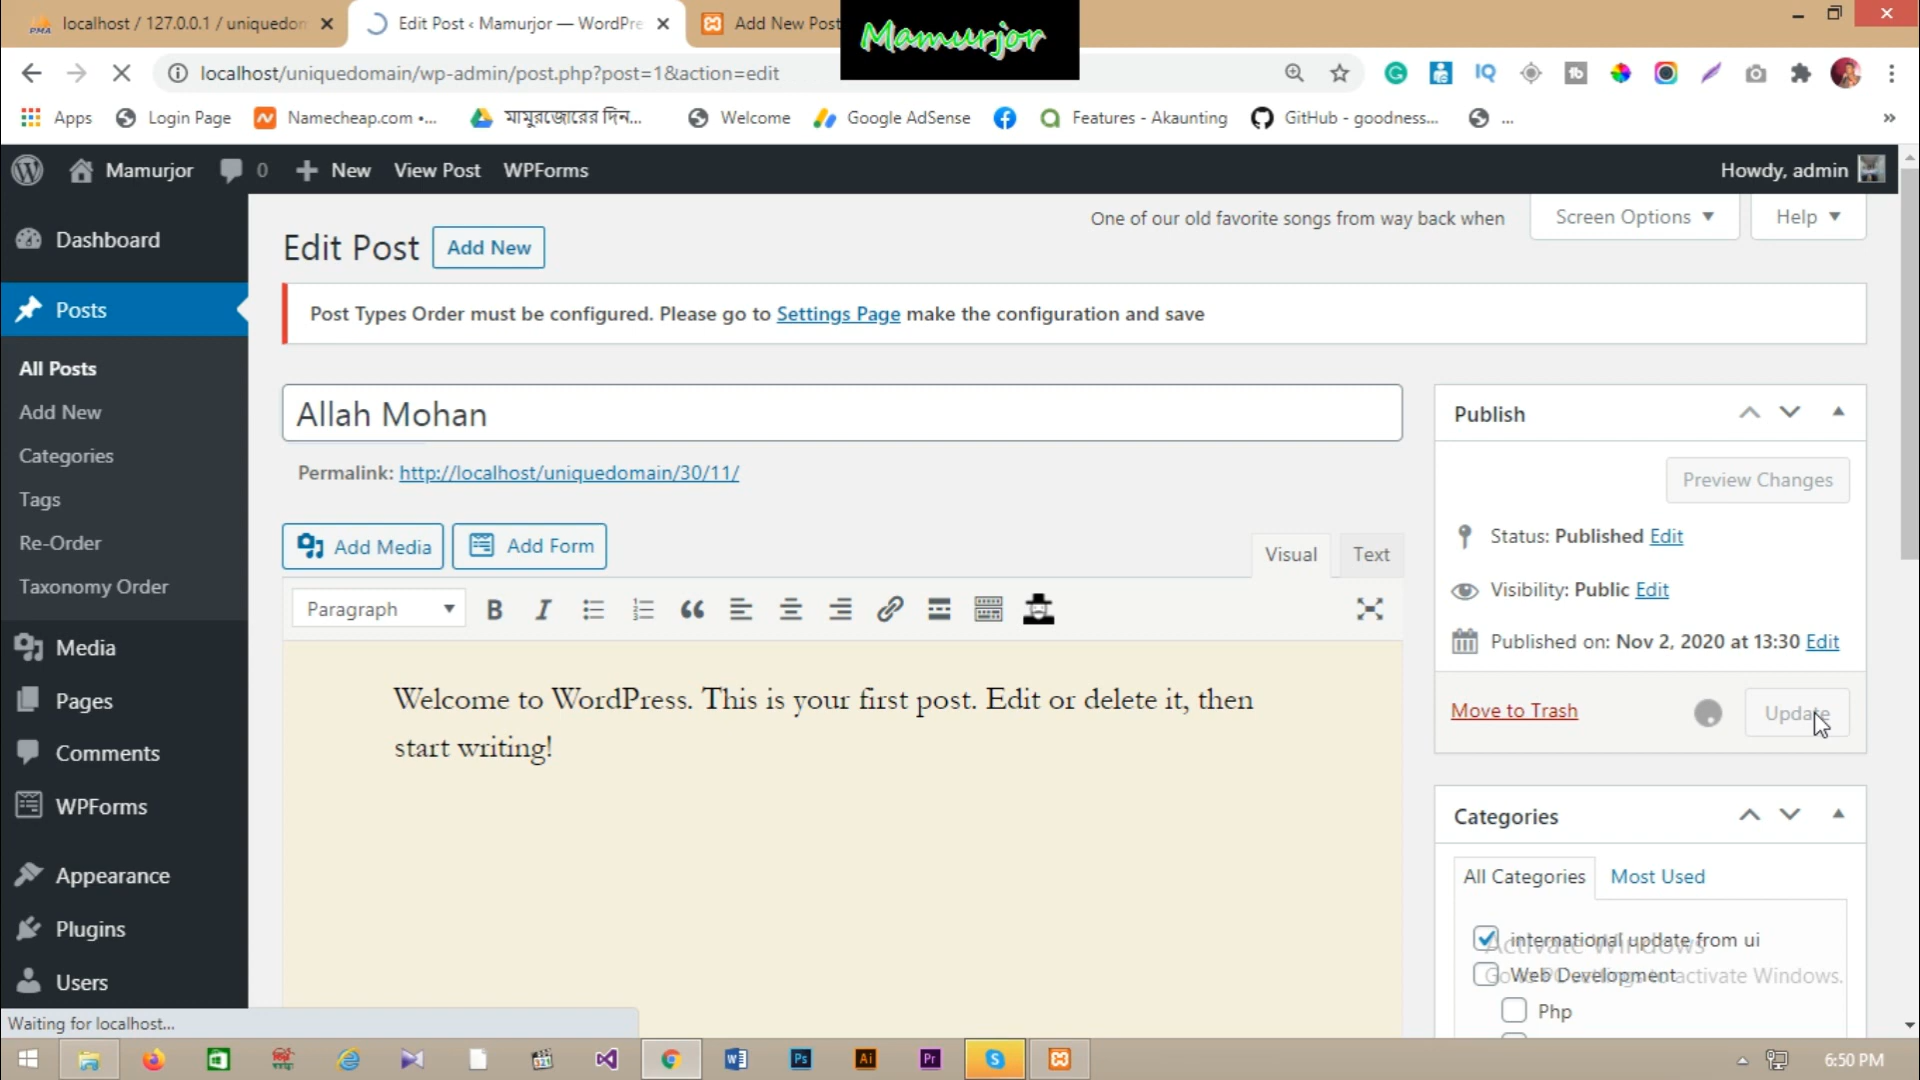 localhost / 127.0.0.1 / uniquedom
Edit Post ‹ Mamurjor — WordPre
Add New Post
Mamurjor
localhost/uniquedomain/wp-admin/post.php?post=1&action=edit
Apps
Login Page
Namecheap.com •...
মামুরজোরের দিন...
Welcome
Google AdSense
Features - Akaunting
GitHub - goodness...
...
»
Mamurjor
0
New
View Post
WPForms
Howdy, admin
Dashboard
Posts
All Posts
Add New
Categories
Tags
Re-Order
Taxonomy Order
Media
Pages
Comments
WPForms
Appearance
Plugins
Users
One of our old favorite songs from way back when
Screen Options
Help
Edit Post
Add New
Post Types Order must be configured. Please go to Settings Page make the configuration and save
Allah Mohan
Permalink: http://localhost/uniquedomain/30/11/
Add Media
Add Form
Visual
Text
Paragraph
Welcome to WordPress. This is your first post. Edit or delete it, then
start writing!
Publish
Preview Changes
Status: Published Edit
Visibility: Public Edit
Published on: Nov 2, 2020 at 13:30 Edit
Move to Trash
Update
Categories
All Categories
Most Used
international update from ui
Web Development
Php
Activate Windows
Go to PC settings to activate Windows.
Waiting for localhost...
6:50 PM